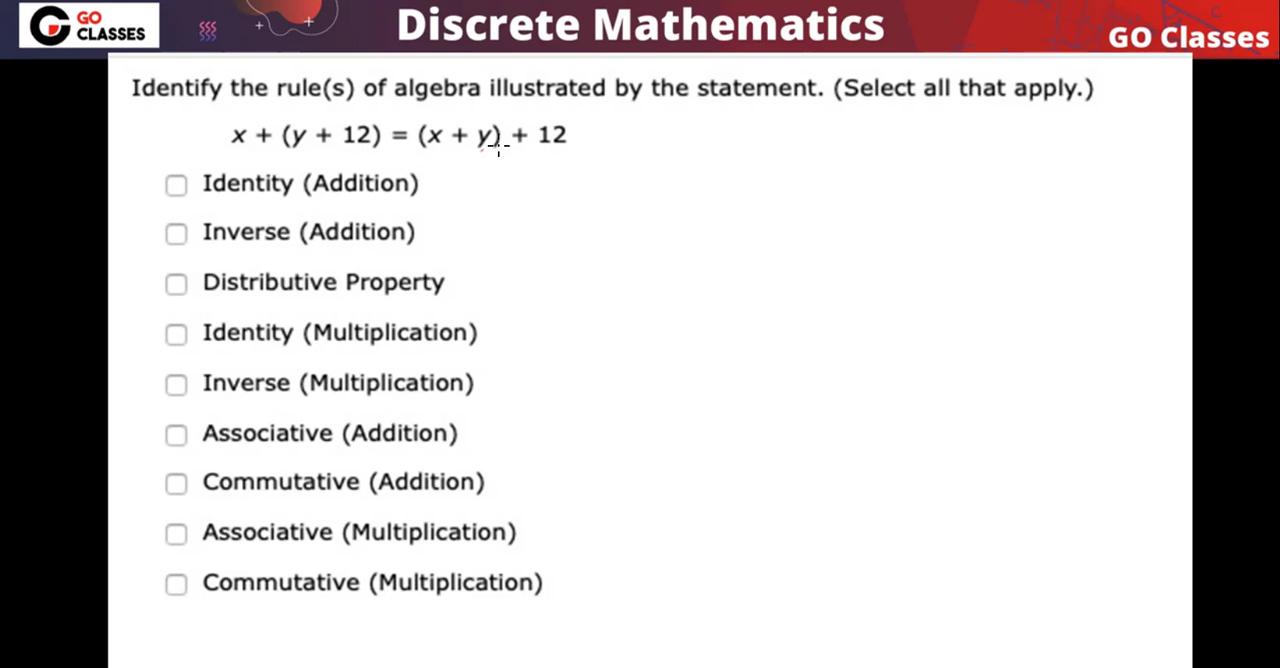 GO
CLASSES
Discrete Mathematics
GO Classes
Identify the rule(s) of algebra illustrated by the statement. (Select all that apply.)
x + (y + 12) = (x + y) + 12
Identity (Addition)
Inverse (Addition)
Distributive Property
Identity (Multiplication)
Inverse (Multiplication)
Associative (Addition)
Commutative (Addition)
Associative (Multiplication)
Commutative (Multiplication)